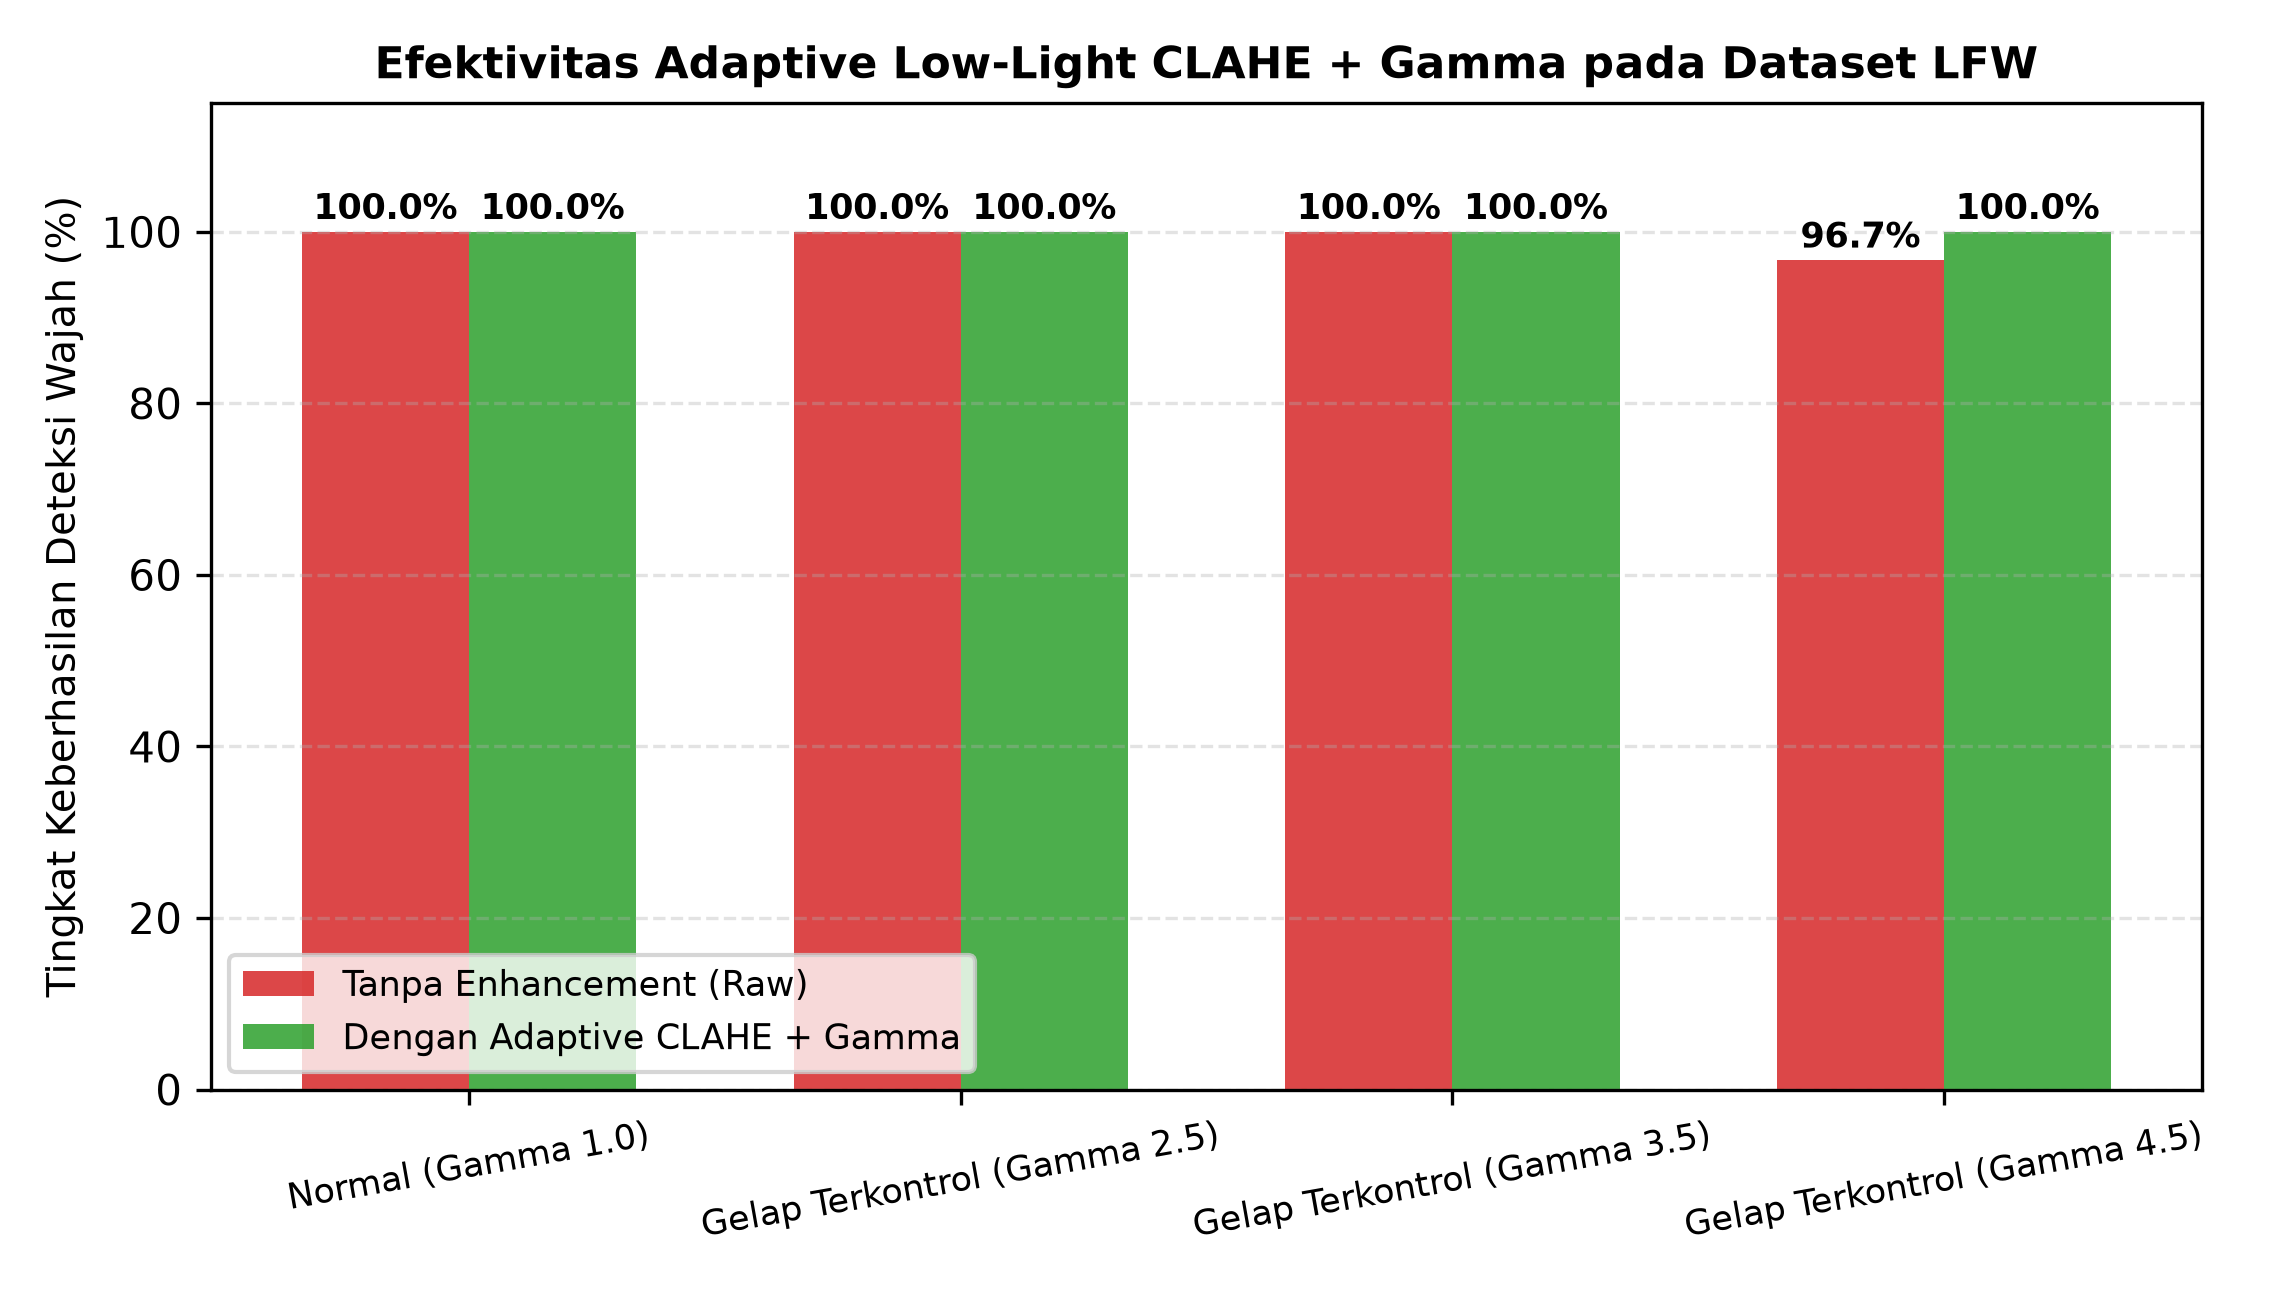 Efektivitas Adaptive Low-Light CLAHE + Gamma pada Dataset LFW
Tingkat Keberhasilan Deteksi Wajah (%)
100
80
60
40
20
0
100.0% 100.0% 100.0% 100.0% 100.0% 100.0% 96.7% 100.0%
Tanpa Enhancement (Raw)
Dengan Adaptive CLAHE + Gamma
Normal (Gamma 1.0)
Gelap Terkontrol (Gamma 2.5)
Gelap Terkontrol (Gamma 3.5)
Gelap Terkontrol (Gamma 4.5)